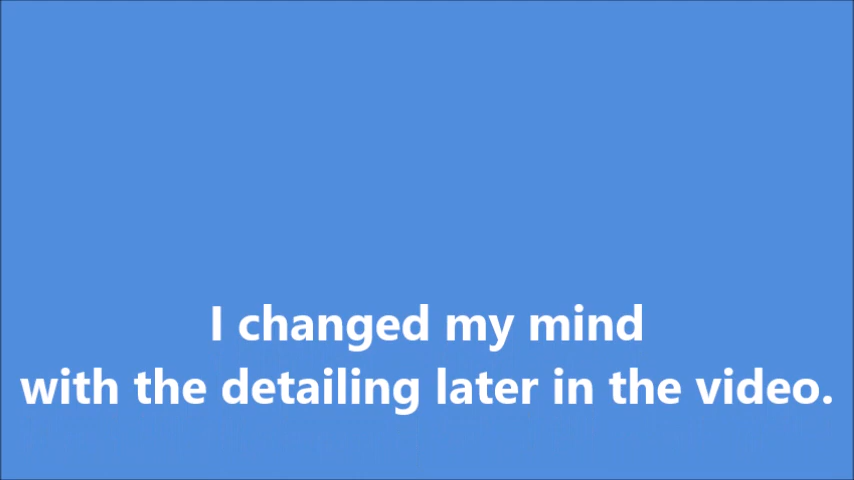 I changed my mind
with the detailing later in the video.